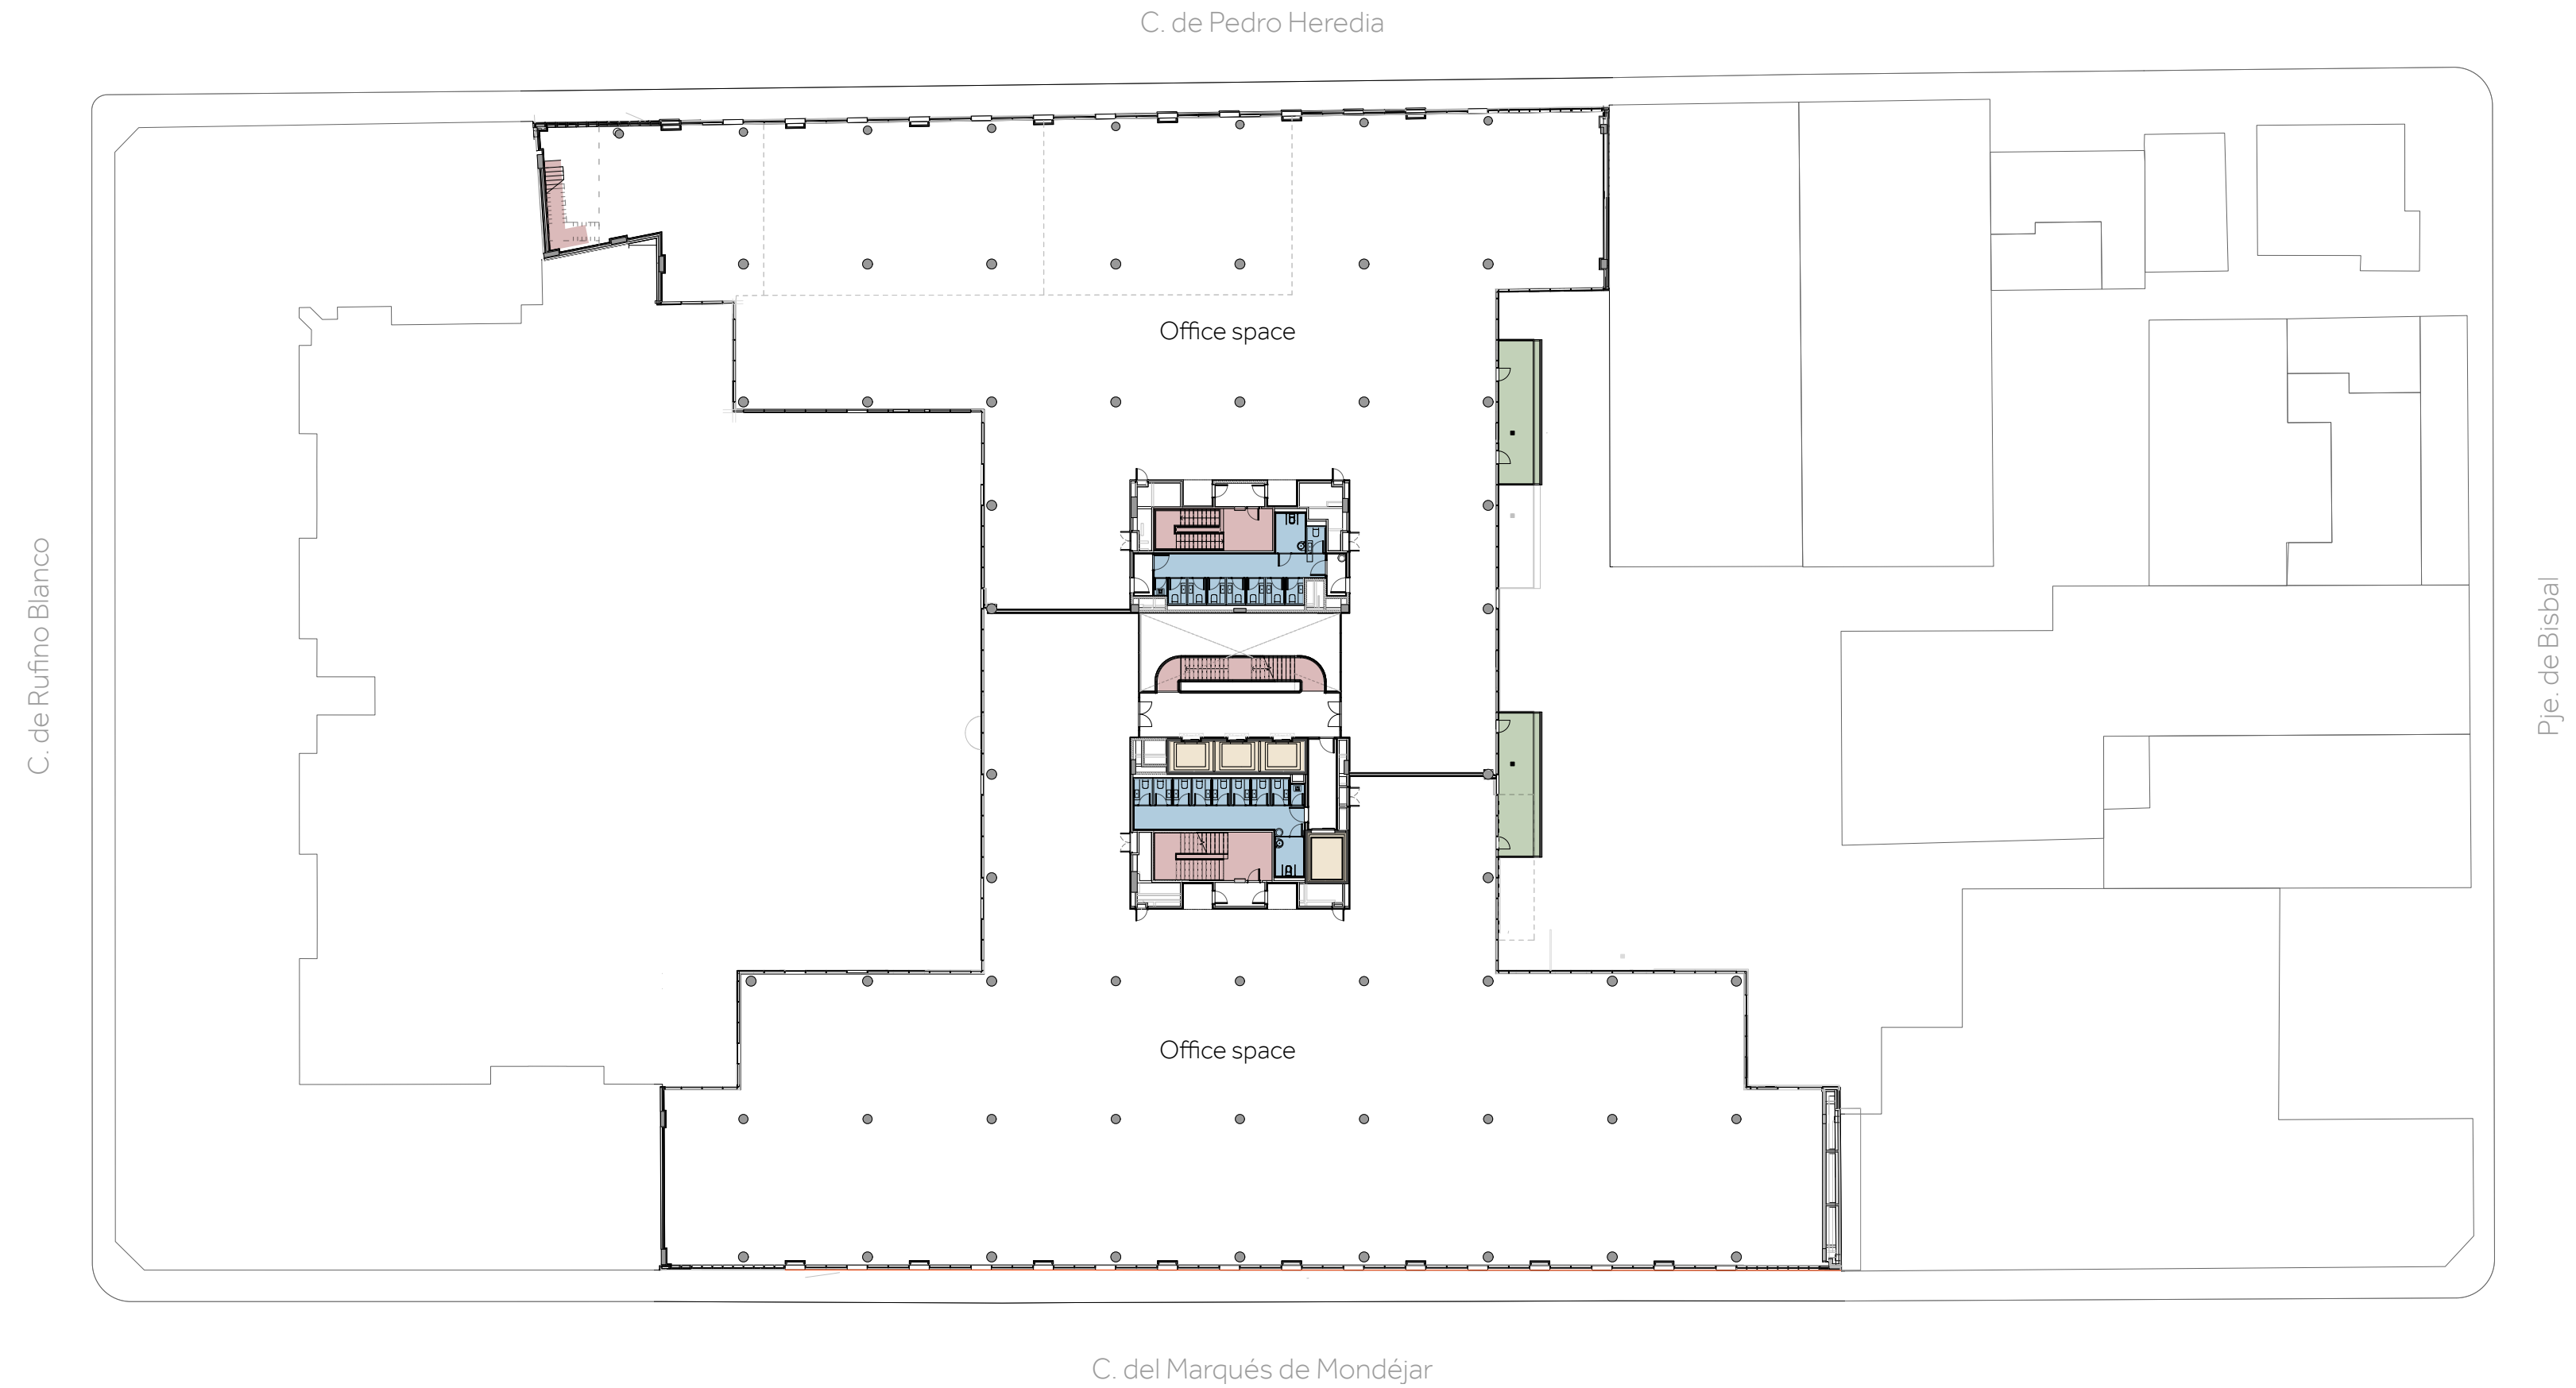 C. de Pedro Heredia
Office space
C. de Rufino Blanco
Pje. de Bisbal
Office space
C. del Marqués de Mondéjar